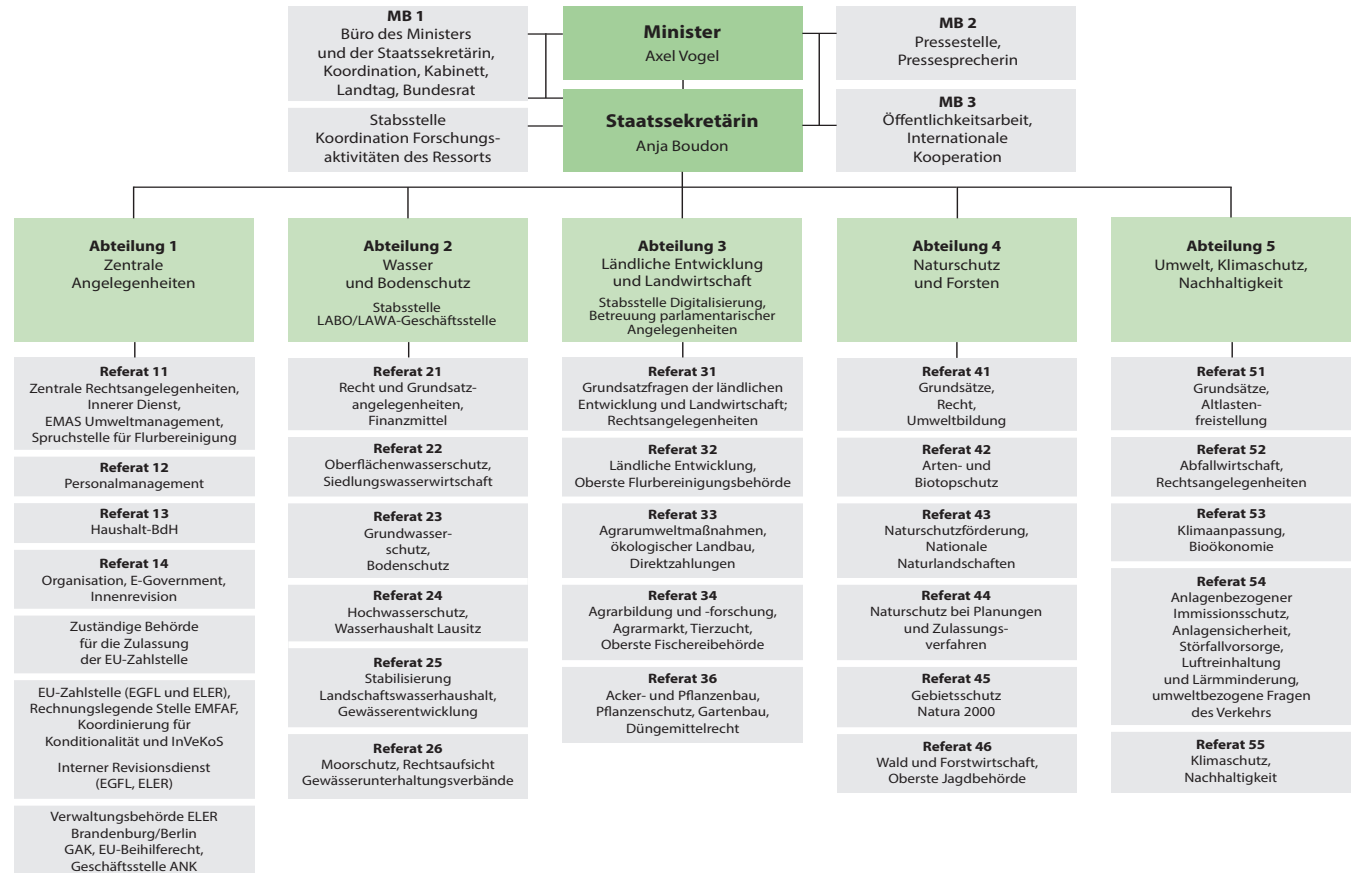 MB 1
Büro des Ministers
und der Staatssekretärin,
Koordination, Kabinett,
Landtag, Bundesrat
Stabsstelle
Koordination Forschungs-
aktivitäten des Ressorts
Minister
Axel Vogel
Staatssekretärin
Anja Boudon
MB 2
Pressestelle,
Pressesprecherin
MB 3
Öffentlichkeitsarbeit,
Internationale
Kooperation
Abteilung 1
Zentrale
Angelegenheiten
Referat 11
Zentrale Rechtsangelegenheiten,
Innerer Dienst,
EMAS Umweltmanagement,
Spruchstelle für Flurbereinigung
Referat 12
Personalmanagement
Referat 13
Haushalt-BdH
Referat 14
Organisation, E-Government,
Innenrevision
Zuständige Behörde
für die Zulassung
der EU-Zahlstelle
EU-Zahlstelle (EGFL und ELER),
Rechnungslegende Stelle EMFAF,
Koordinierung für
Konditionalität und InVeKoS
Interner Revisionsdienst
(EGFL, ELER)
Verwaltungsbehörde ELER
Brandenburg/Berlin
GAK, EU-Beihilferecht,
Geschäftsstelle ANK
Abteilung 2
Wasser
und Bodenschutz
Stabsstelle
LABO/LAWA-Geschäftsstelle
Referat 21
Recht und Grundsatz-
angelegenheiten,
Finanzmittel
Referat 22
Oberflächenwasserschutz,
Siedlungswasserwirtschaft
Referat 23
Grundwasser-
schutz,
Bodenschutz
Referat 24
Hochwasserschutz,
Wasserhaushalt Lausitz
Referat 25
Stabilisierung
Landschaftswasserhaushalt,
Gewässerentwicklung
Referat 26
Moorschutz, Rechtsaufsicht
Gewässerunterhaltungsverbände
Abteilung 3
Ländliche Entwicklung
und Landwirtschaft
Stabsstelle Digitalisierung,
Betreuung parlamentarischer
Angelegenheiten
Referat 31
Grundsatzfragen der ländlichen
Entwicklung und Landwirtschaft;
Rechtsangelegenheiten
Referat 32
Ländliche Entwicklung,
Oberste Flurbereinigungsbehörde
Referat 33
Agrarumweltmaßnahmen,
ökologischer Landbau,
Direktzahlungen
Referat 34
Agrarbildung und -forschung,
Agrarmarkt, Tierzucht,
Oberste Fischereibehörde
Referat 36
Acker- und Pflanzenbau,
Pflanzenschutz, Gartenbau,
Düngemittelrecht
Abteilung 4
Naturschutz
und Forsten
Referat 41
Grundsätze,
Recht,
Umweltbildung
Referat 42
Arten- und
Biotopschutz
Referat 43
Naturschutzförderung,
Nationale
Naturlandschaften
Referat 44
Naturschutz bei Planungen
und Zulassungs-
verfahren
Referat 45
Gebietsschutz
Natura 2000
Referat 46
Wald und Forstwirtschaft,
Oberste Jagdbehörde
Abteilung 5
Umwelt, Klimaschutz,
Nachhaltigkeit
Referat 51
Grundsätze,
Altlasten-
freistellung
Referat 52
Abfallwirtschaft,
Rechtsangelegenheiten
Referat 53
Klimaanpassung,
Bioökonomie
Referat 54
Anlagenbezogener
Immissionsschutz,
Anlagensicherheit,
Störfallvorsorge,
Luftreinhaltung
und Lärmminderung,
umweltbezogene Fragen
des Verkehrs
Referat 55
Klimaschutz,
Nachhaltigkeit